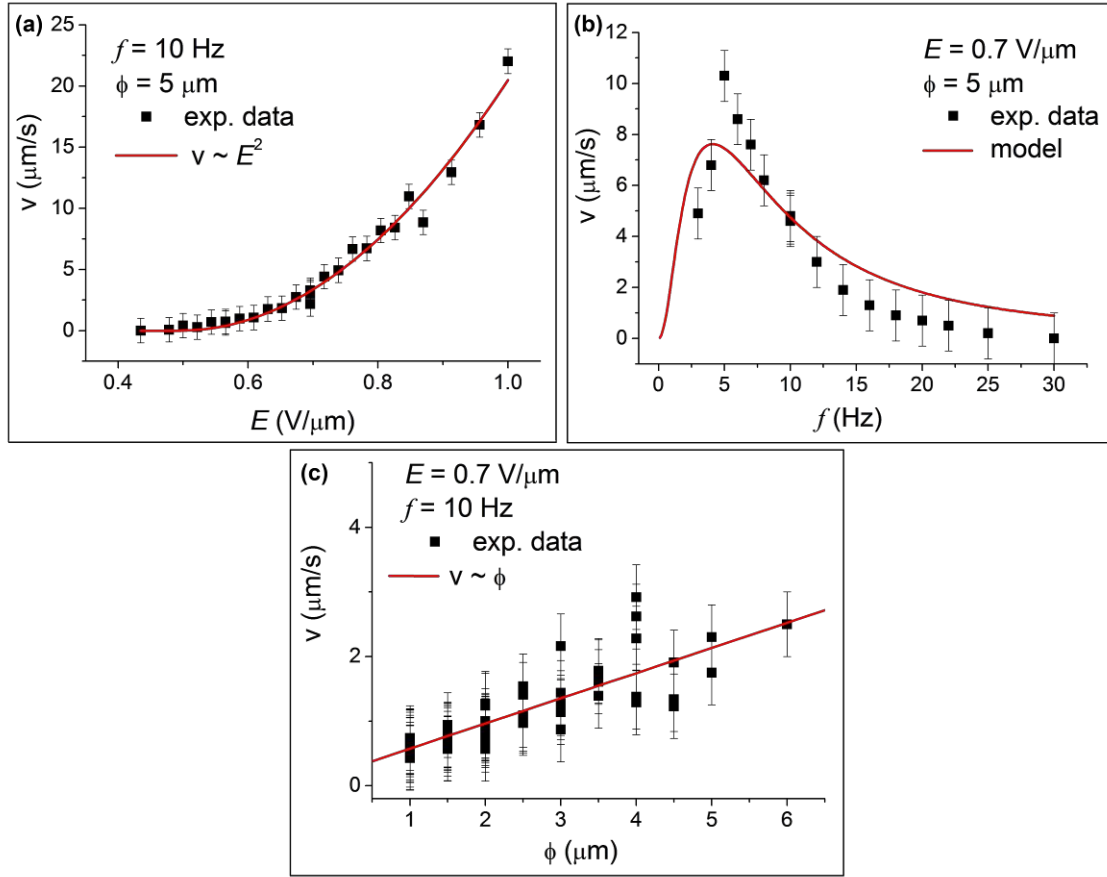 (a)
f = 10 Hz
ϕ = 5 μm
exp. data
v ~ E²
v (μm/s)
25
20
15
10
5
0
0.4
0.6
0.8
1.0
E (V/μm)
(b)
E = 0.7 V/μm
ϕ = 5 μm
exp. data
model
v (μm/s)
12
10
8
6
4
2
0
0
5
10
15
20
25
30
f (Hz)
(c)
E = 0.7 V/μm
f = 10 Hz
exp. data
v ~ ϕ
v (μm/s)
4
2
0
1
2
3
4
5
6
ϕ (μm)